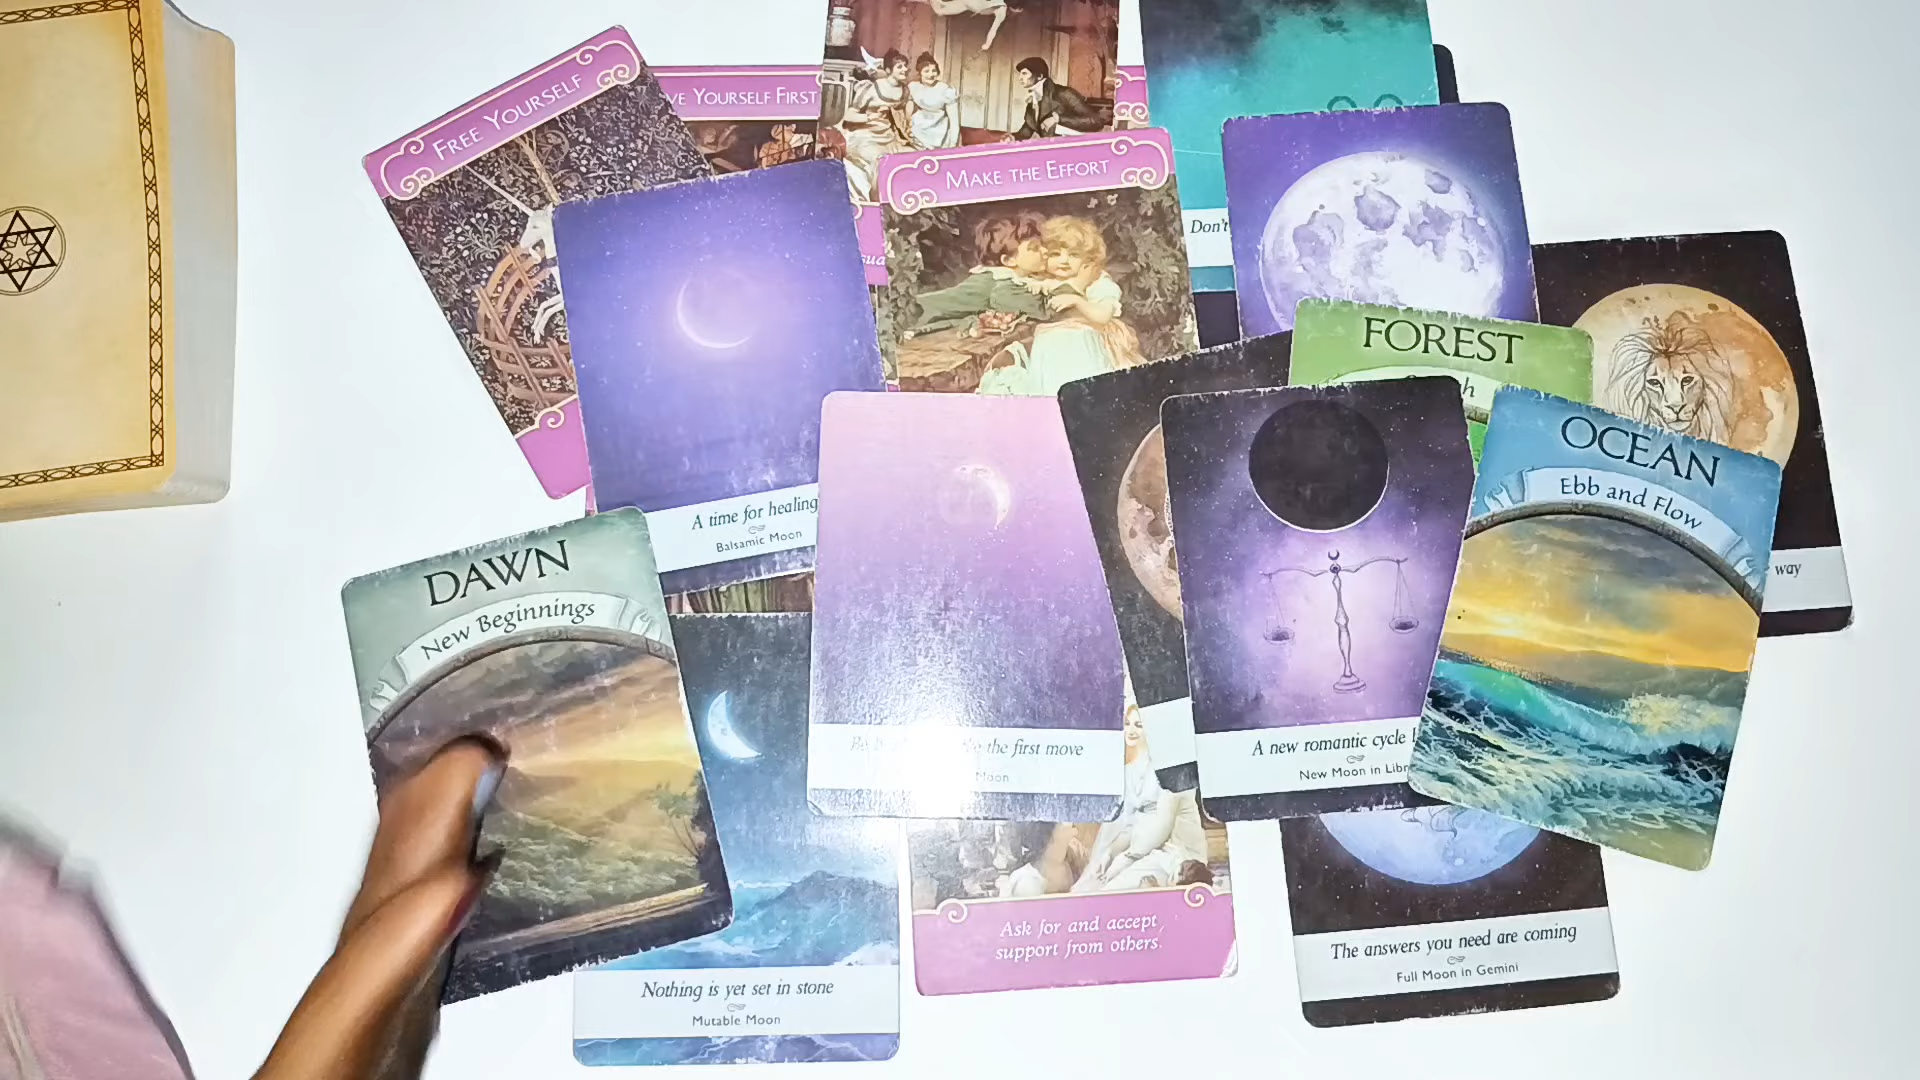 FREE YOURSELF
YOURSELF FIRST
MAKE THE EFFORT
Don't
FOREST
OCEAN
Ebb and Flow
way
A time for healing
Balsamic Moon
DAWN
New Beginnings
the first move
Moon
A new romantic cycle
New Moon in
Ask for and accept
support from others.
The answers you need are coming
Full Moon in Gemini
Nothing is yet set in stone
Mutable Moon